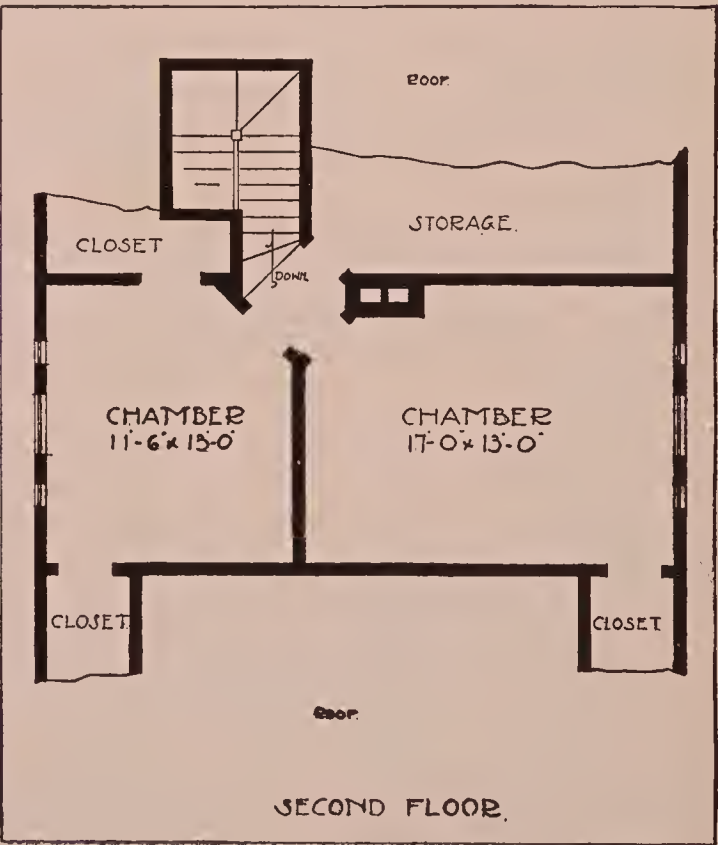 ROOF.
STORAGE.
CLOSET
DOWN.
CHAMBER
11'-6" x 13'-0"
CHAMBER
17'-0" x 13'-0"
CLOSET.
CLOSET
ROOF.
SECOND FLOOR.